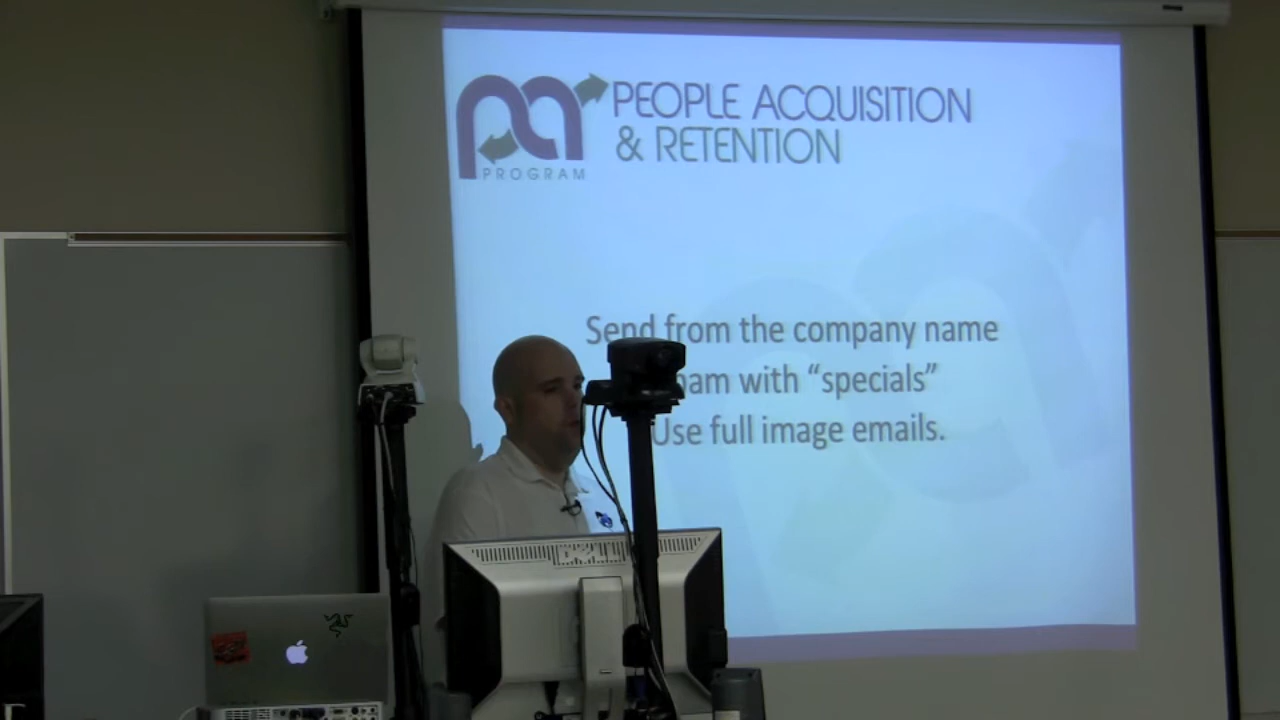 PEOPLE ACQUISITION
& RETENTION
PROGRAM
Send from the company name
with “specials”
Use full image emails.